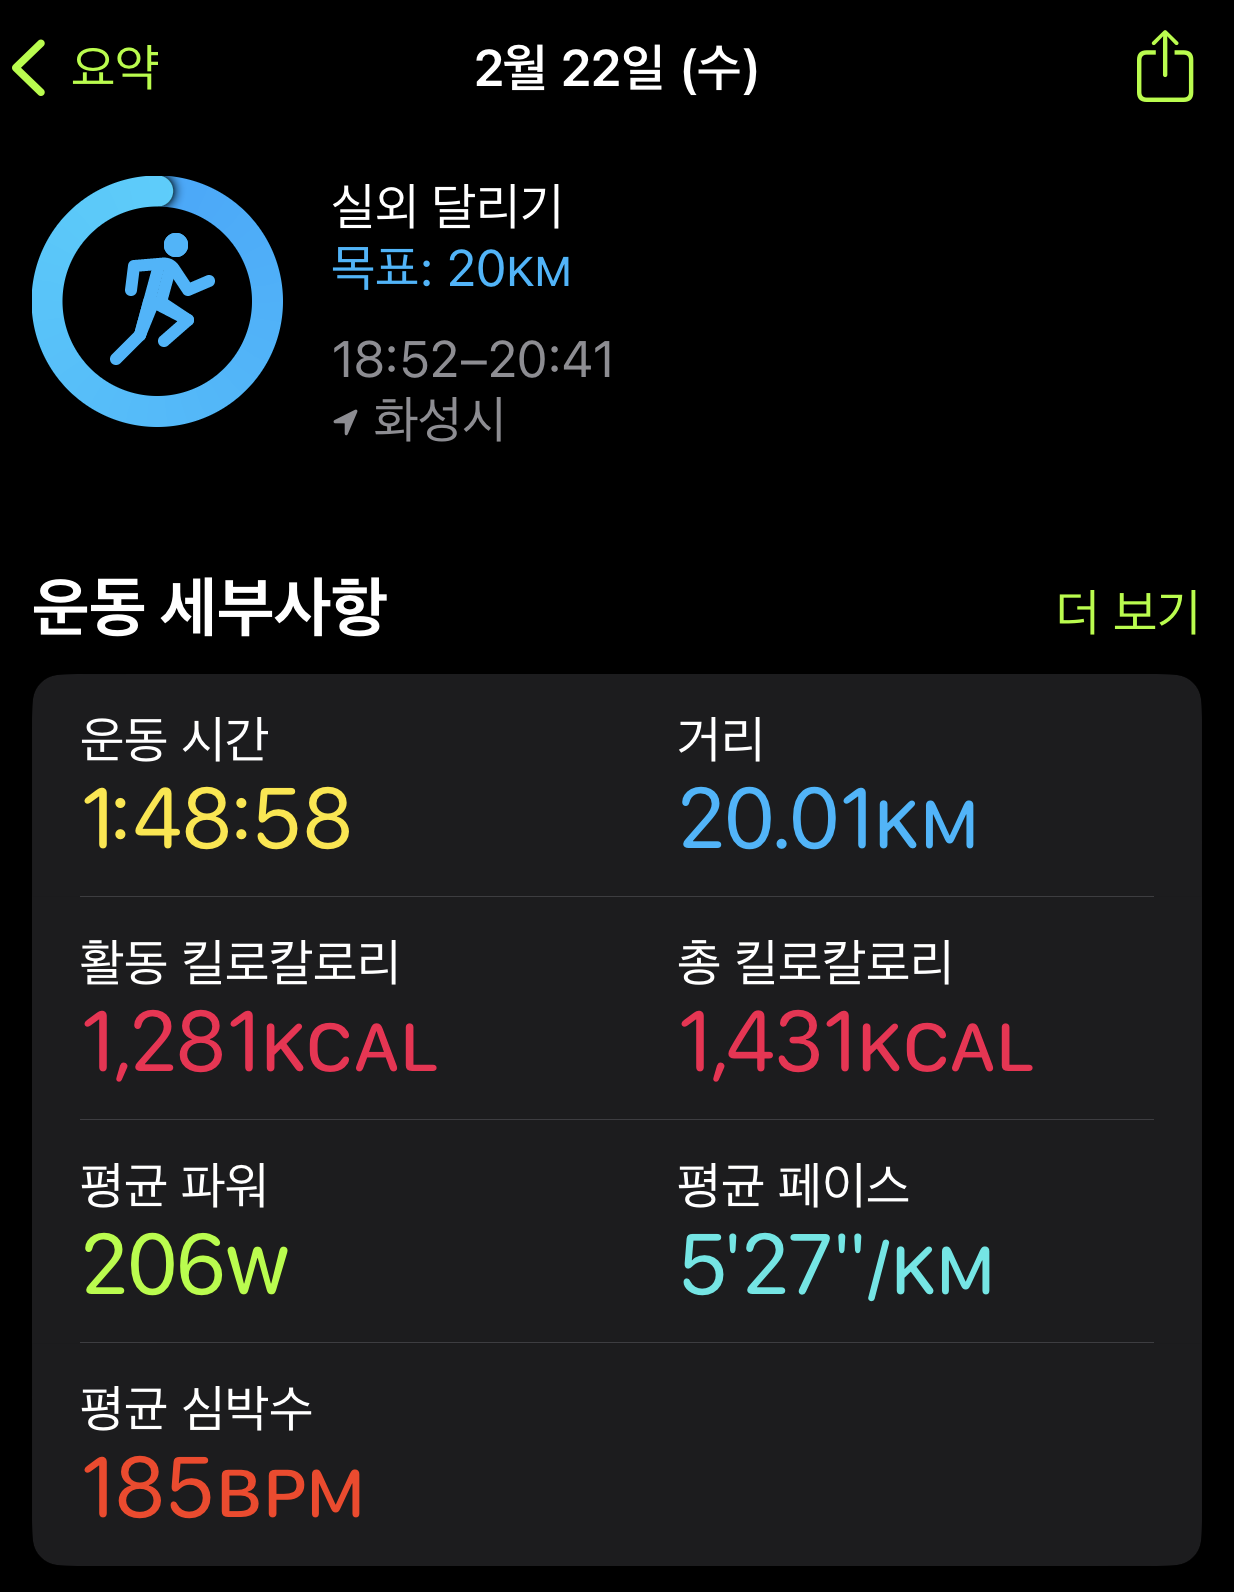 요약
2월 22일 (수)
실외 달리기
목표: 20KM
18:52–20:41
화성시
운동 세부사항
더 보기
운동 시간
거리
1:48:58
20.01KM
활동 킬로칼로리
총 킬로칼로리
1,281KCAL
1,431KCAL
평균 파워
평균 페이스
206W
5'27''/KM
평균 심박수
185BPM